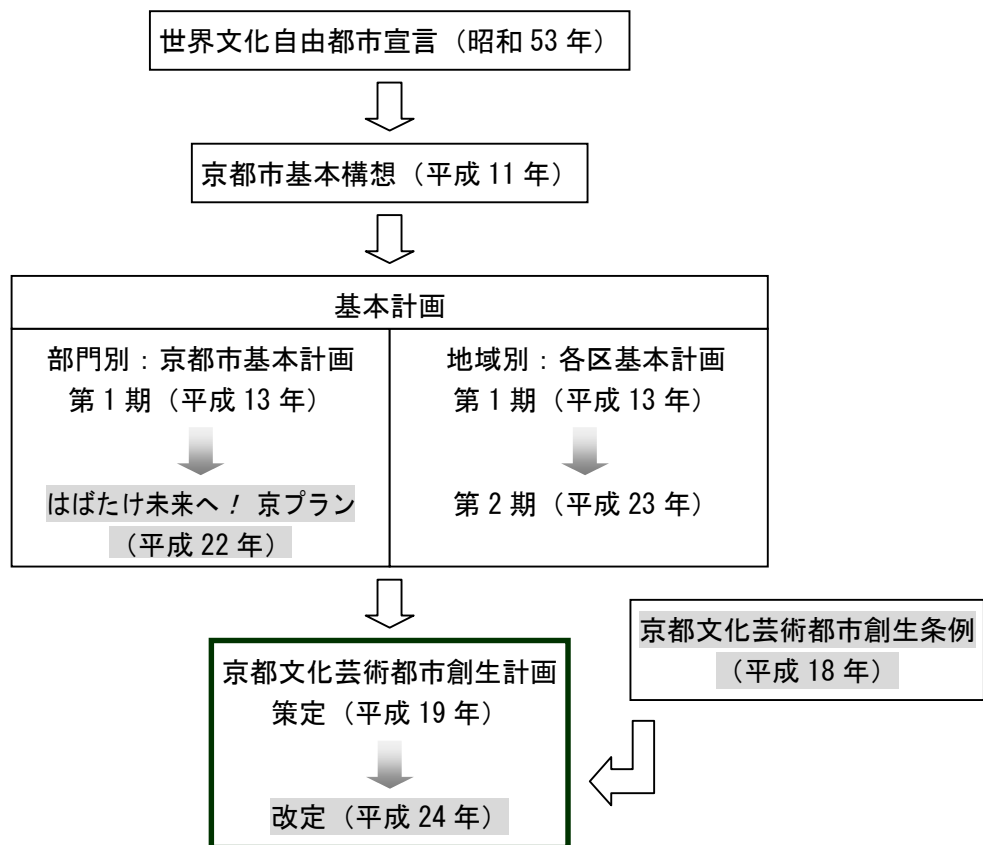 世界文化自由都市宣言（昭和 53 年）
京都市基本構想（平成 11 年）
基本計画
部門別：京都市基本計画
第 1 期（平成 13 年）
はばたけ未来へ！ 京プラン
（平成 22 年）
地域別：各区基本計画
第 1 期（平成 13 年）
第 2 期（平成 23 年）
京都文化芸術都市創生計画
策定（平成 19 年）
改定（平成 24 年）
京都文化芸術都市創生条例
（平成 18 年）